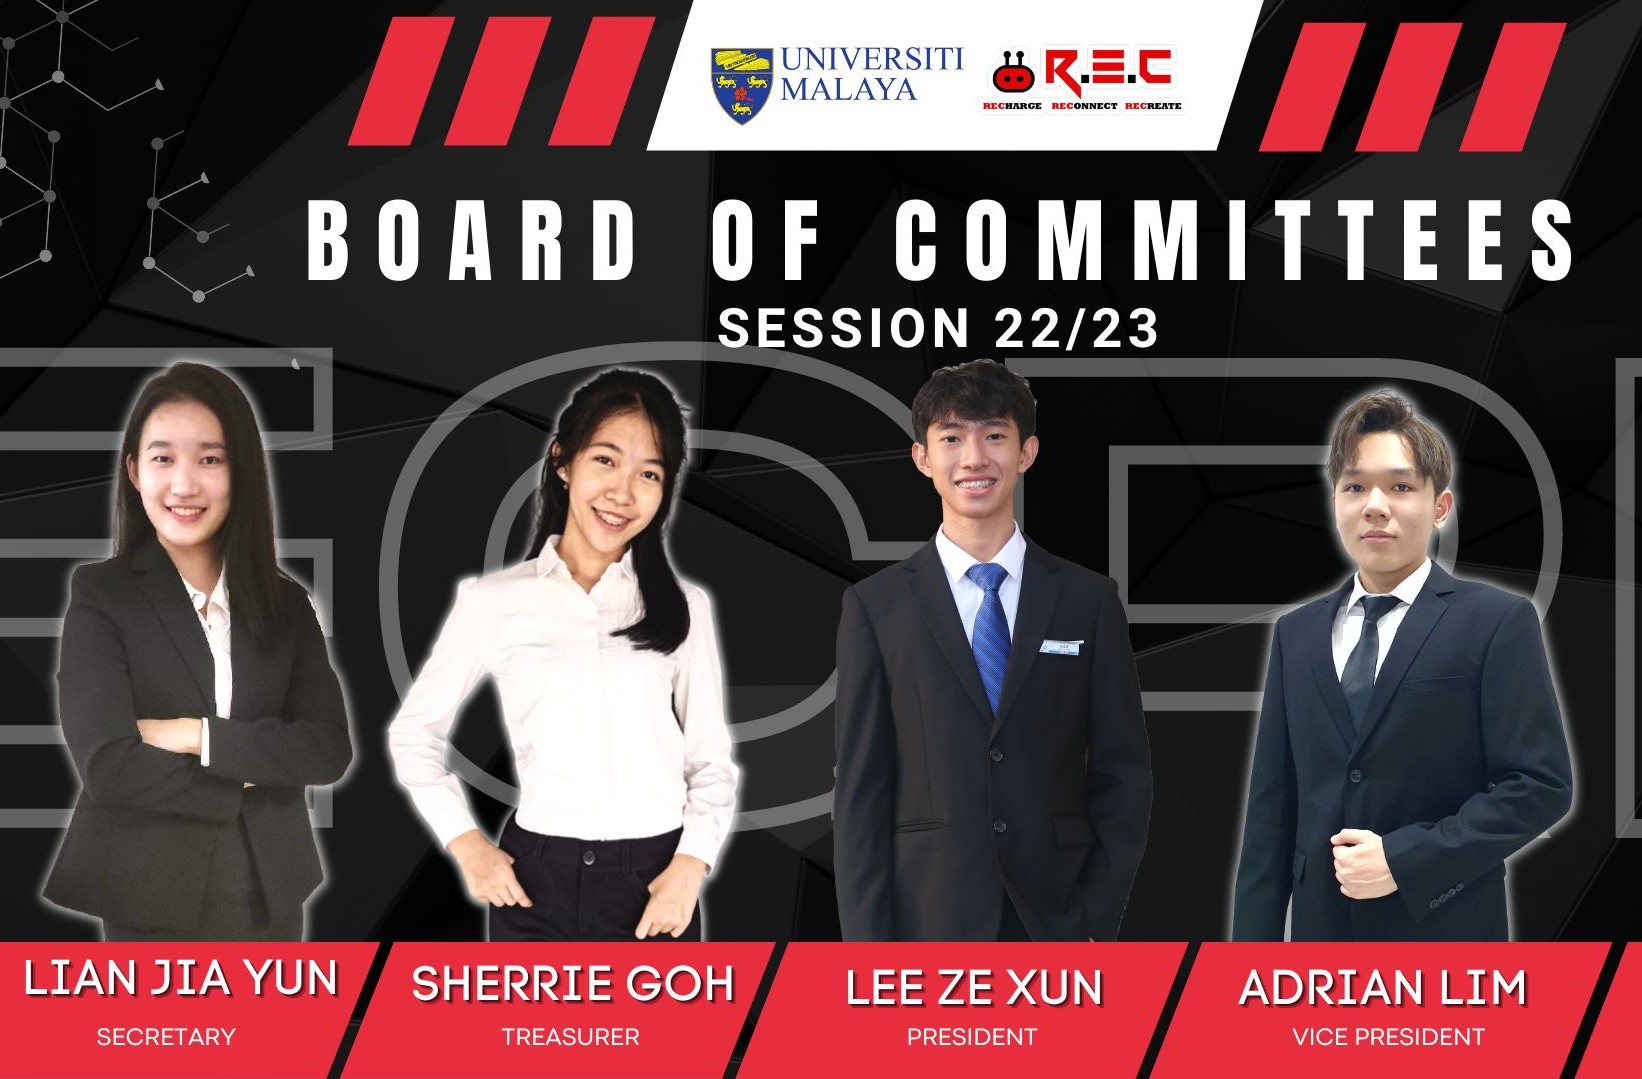 UNIVERSITI
MALAYA
R.E.C
RECHARGE RECONNECT RECREATE
BOARD OF COMMITTEES
SESSION 22/23
LIAN JIA YUN
SECRETARY
SHERRIE GOH
TREASURER
LEE ZE XUN
PRESIDENT
ADRIAN LIM
VICE PRESIDENT